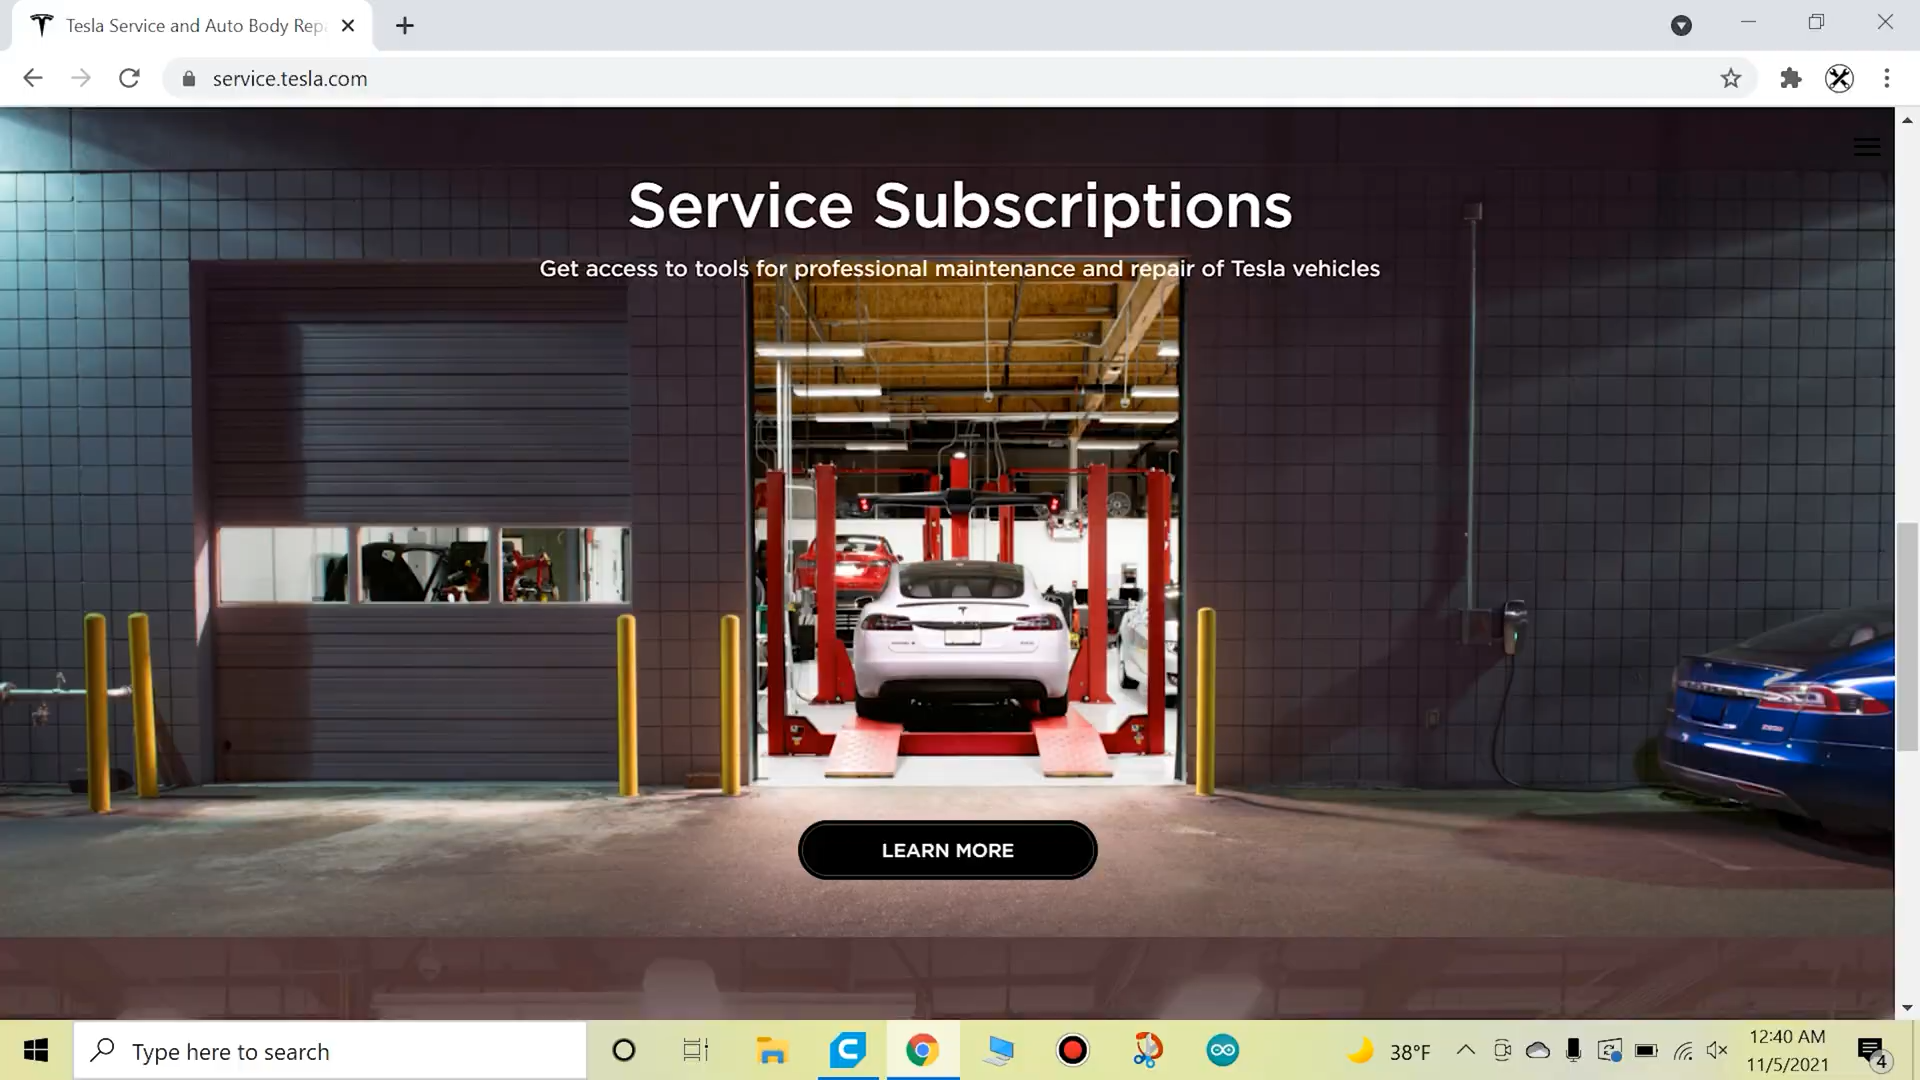 Tesla Service and Auto Body Rep
service.tesla.com
Service Subscriptions
Get access to tools for professional maintenance and repair of Tesla vehicles
LEARN MORE
Type here to search
38°F
12:40 AM
11/5/2021
4